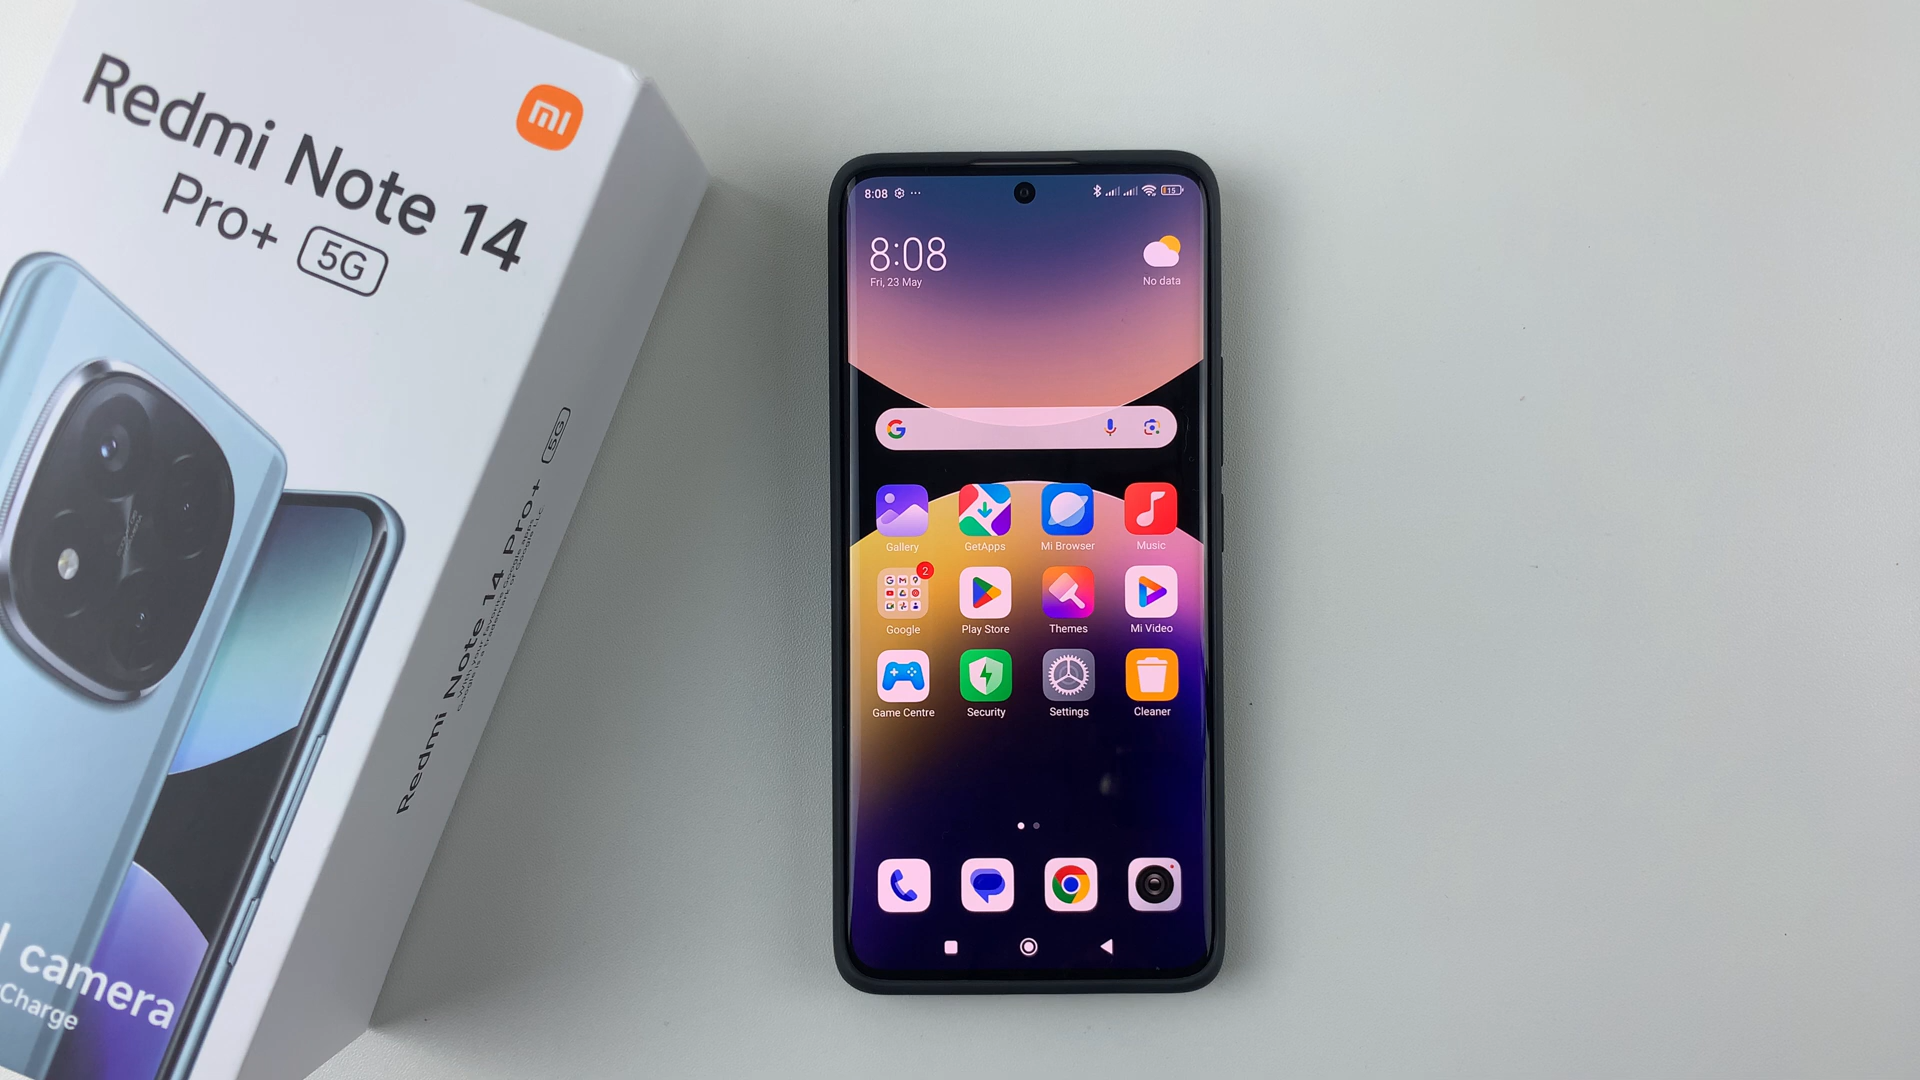 Redmi Note 14
Pro+ 5G
mi
camera
Charge
Redmi Note 14 Pro+ 5G
8:08
15
8:08
Fri, 23 May
No data
Gallery
GetApps
Mi Browser
Music
2
Google
Play Store
Themes
Mi Video
Game Centre
Security
Settings
Cleaner